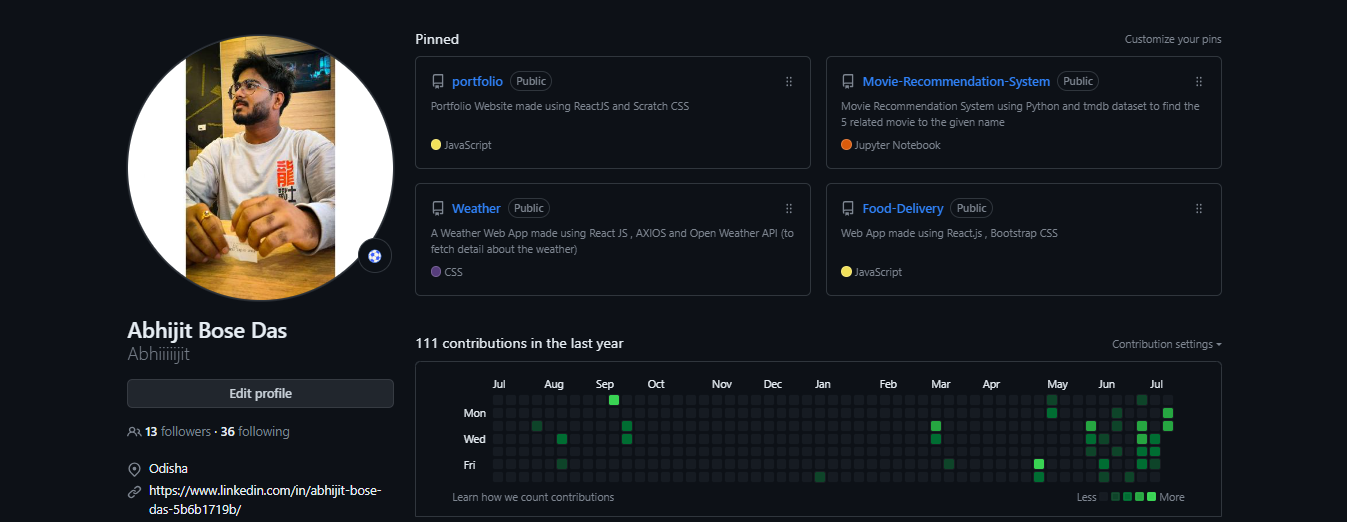 Pinned
Customize your pins
portfolio Public
Portfolio Website made using ReactJS and Scratch CSS
JavaScript
Movie-Recommendation-System Public
Movie Recommendation System using Python and tmdb dataset to find the
5 related movie to the given name
Jupyter Notebook
Weather Public
A Weather Web App made using React JS , AXIOS and Open Weather API (to
fetch detail about the weather)
CSS
Food-Delivery Public
Web App made using React.js , Bootstrap CSS
JavaScript
Abhijit Bose Das
Abhiiiiijit
Edit profile
13 followers · 36 following
Odisha
https://www.linkedin.com/in/abhijit-bose-
das-5b6b1719b/
111 contributions in the last year
Contribution settings
Jul Aug Sep Oct Nov Dec Jan Feb Mar Apr May Jun Jul
Mon
Wed
Fri
Learn how we count contributions
Less More